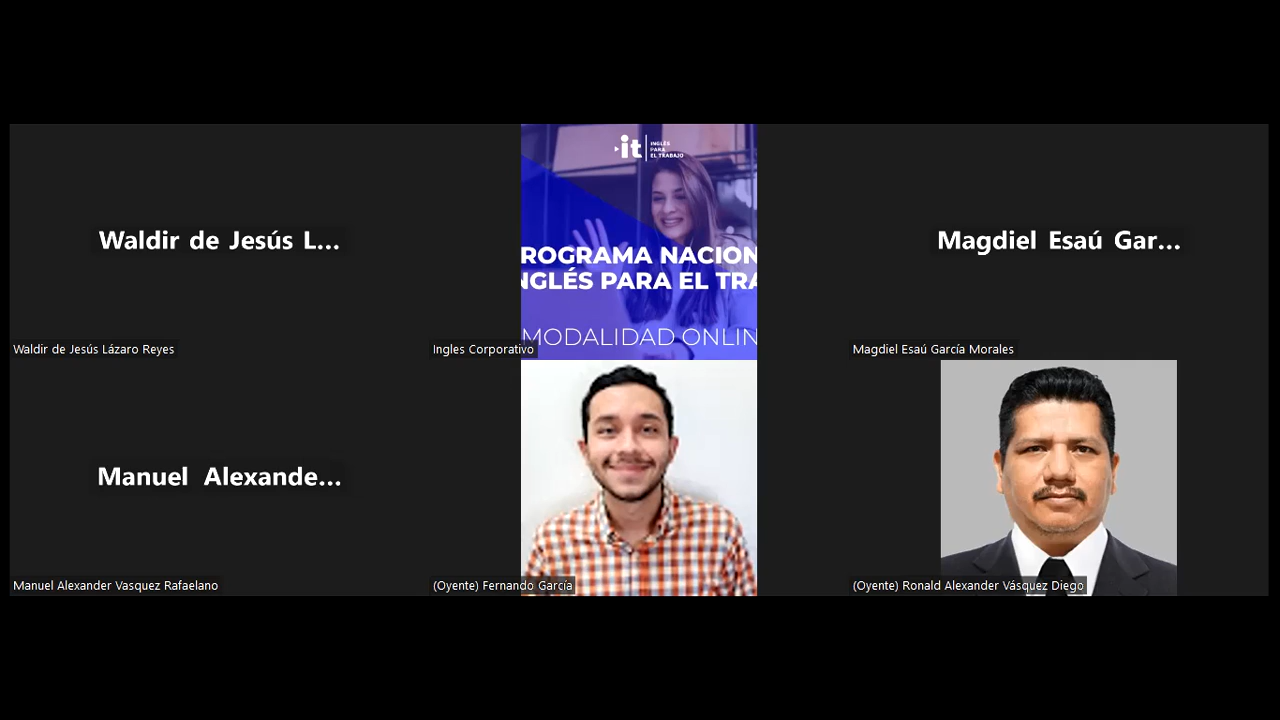 Waldir de Jesús L...
Waldir de Jesús Lázaro Reyes
it INGLÉS
PARA
EL TRABAJO
ROGRAMA NACION
NGLÉS PARA EL TRA
MODALIDAD ONLIN
Ingles Corporativo
Magdiel Esaú Gar...
Magdiel Esaú García Morales
Manuel Alexande...
Manuel Alexander Vasquez Rafaelano
(Oyente) Fernando García
(Oyente) Ronald Alexander Vásquez Diego